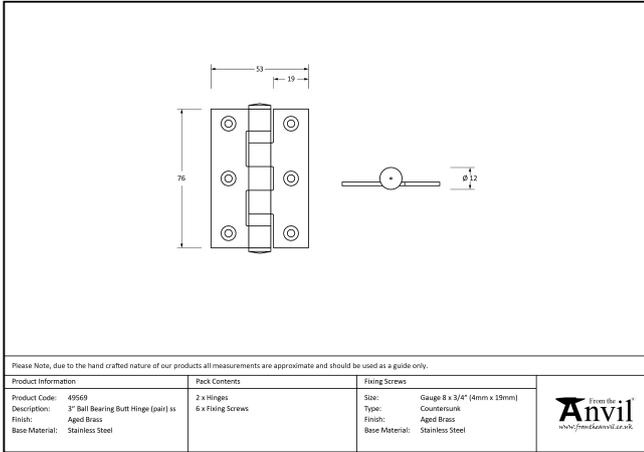 53
19
76
Ø 12
Please Note, due to the hand crafted nature of our products all measurements are approximate and should be used as a guide only.
Product Information
Product Code: 49569
Description: 3" Ball Bearing Butt Hinge (pair) ss
Finish: Aged Brass
Base Material: Stainless Steel
Pack Contents
2 x Hinges
6 x Fixing Screws
Fixing Screws
Size: Gauge 8 x 3/4" (4mm x 19mm)
Type: Countersunk
Finish: Aged Brass
Base Material: Stainless Steel
From the
Anvil
www.fromtheanvil.co.uk